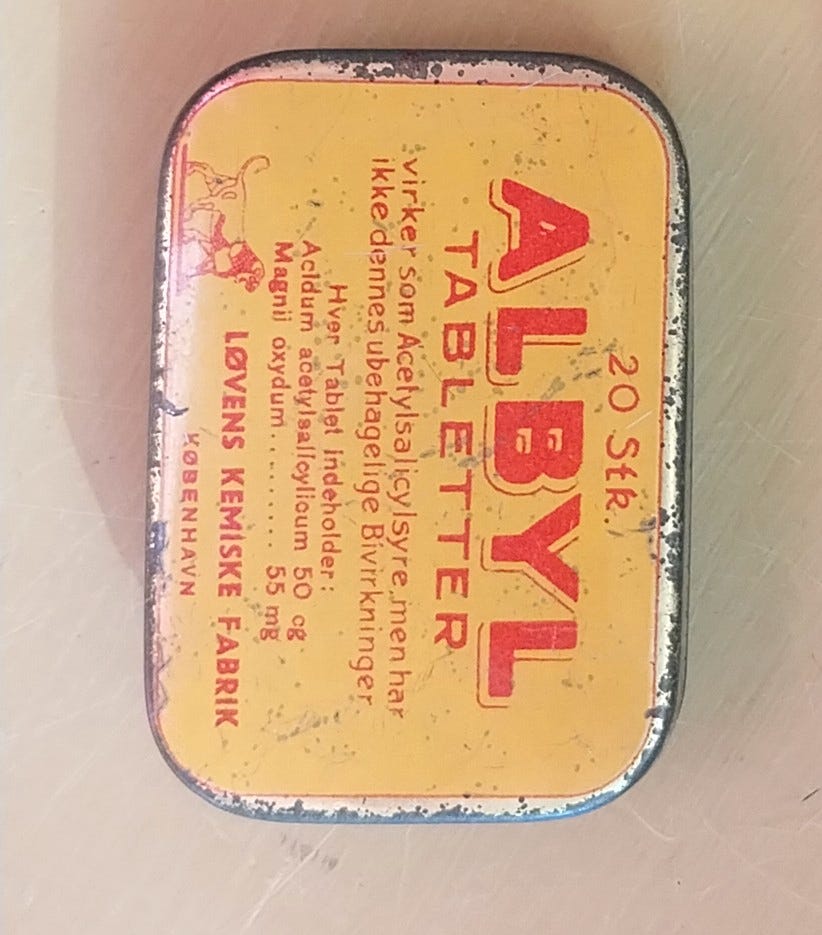 20 Stk.
ALBYL
TABLETTER
virker som Acetylsalicylsyre, men har
ikke dennes ubehagelige Bivirkninger
Hver Tablet indeholder:
Acidum acetylsalicylicum 50 cg
Magnii oxydum......... 55 mg
LØVENS KEMISKE FABRIK
KØBENHAVN